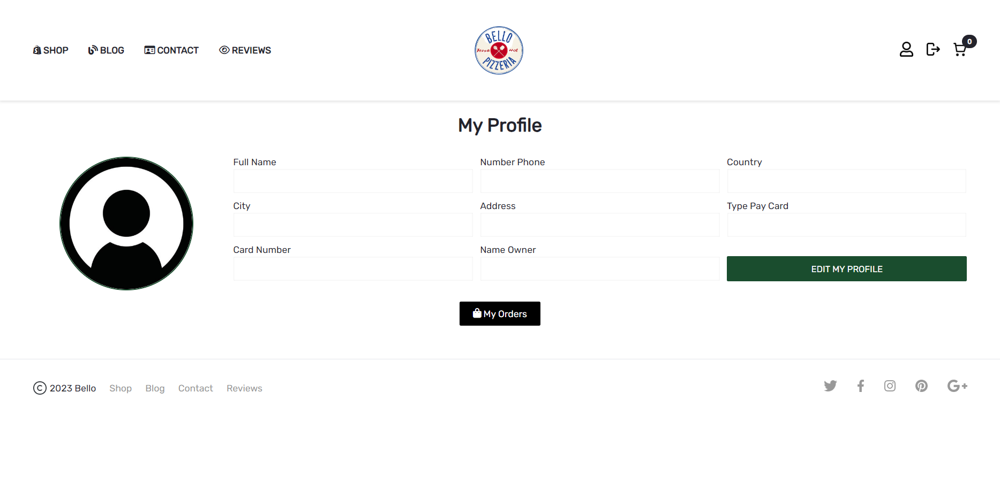 SHOP BLOG CONTACT REVIEWS
BELLO
Fresh Hot
PIZZERIA
0
My Profile
Full Name Number Phone Country
City Address Type Pay Card
Card Number Name Owner
EDIT MY PROFILE
My Orders
© 2023 Bello Shop Blog Contact Reviews